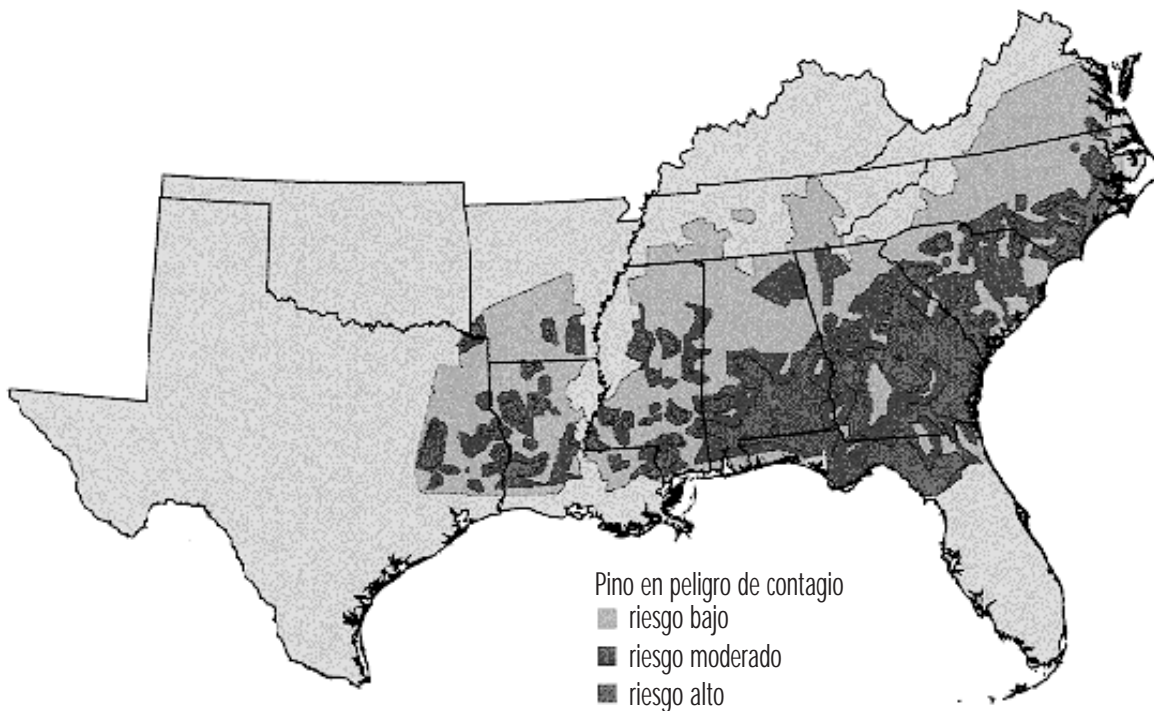 Pino en peligro de contagio
riesgo bajo
riesgo moderado
riesgo alto